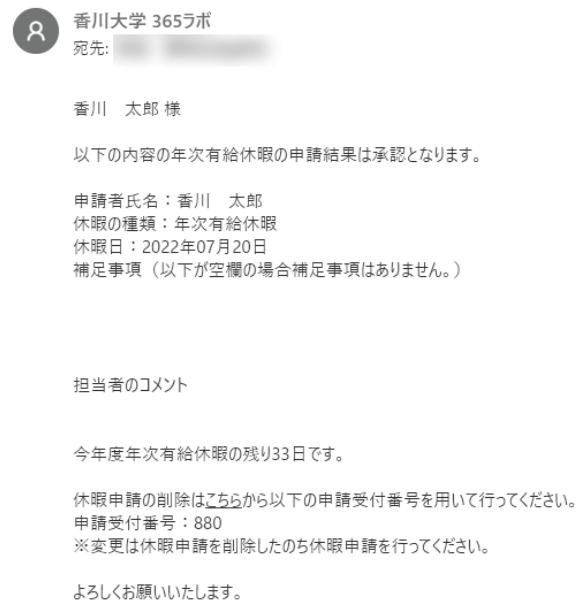 香川大学 365ラボ
宛先:
香川　太郎 様
以下の内容の年次有給休暇の申請結果は承認となります。
申請者氏名：香川　太郎
休暇の種類：年次有給休暇
休暇日：2022年07月20日
補足事項（以下が空欄の場合補足事項はありません。）
担当者のコメント
今年度年次有給休暇の残り33日です。
休暇申請の削除はこちらから以下の申請受付番号を用いて行ってください。
申請受付番号：880
※変更は休暇申請を削除したのち休暇申請を行ってください。
よろしくお願いいたします。